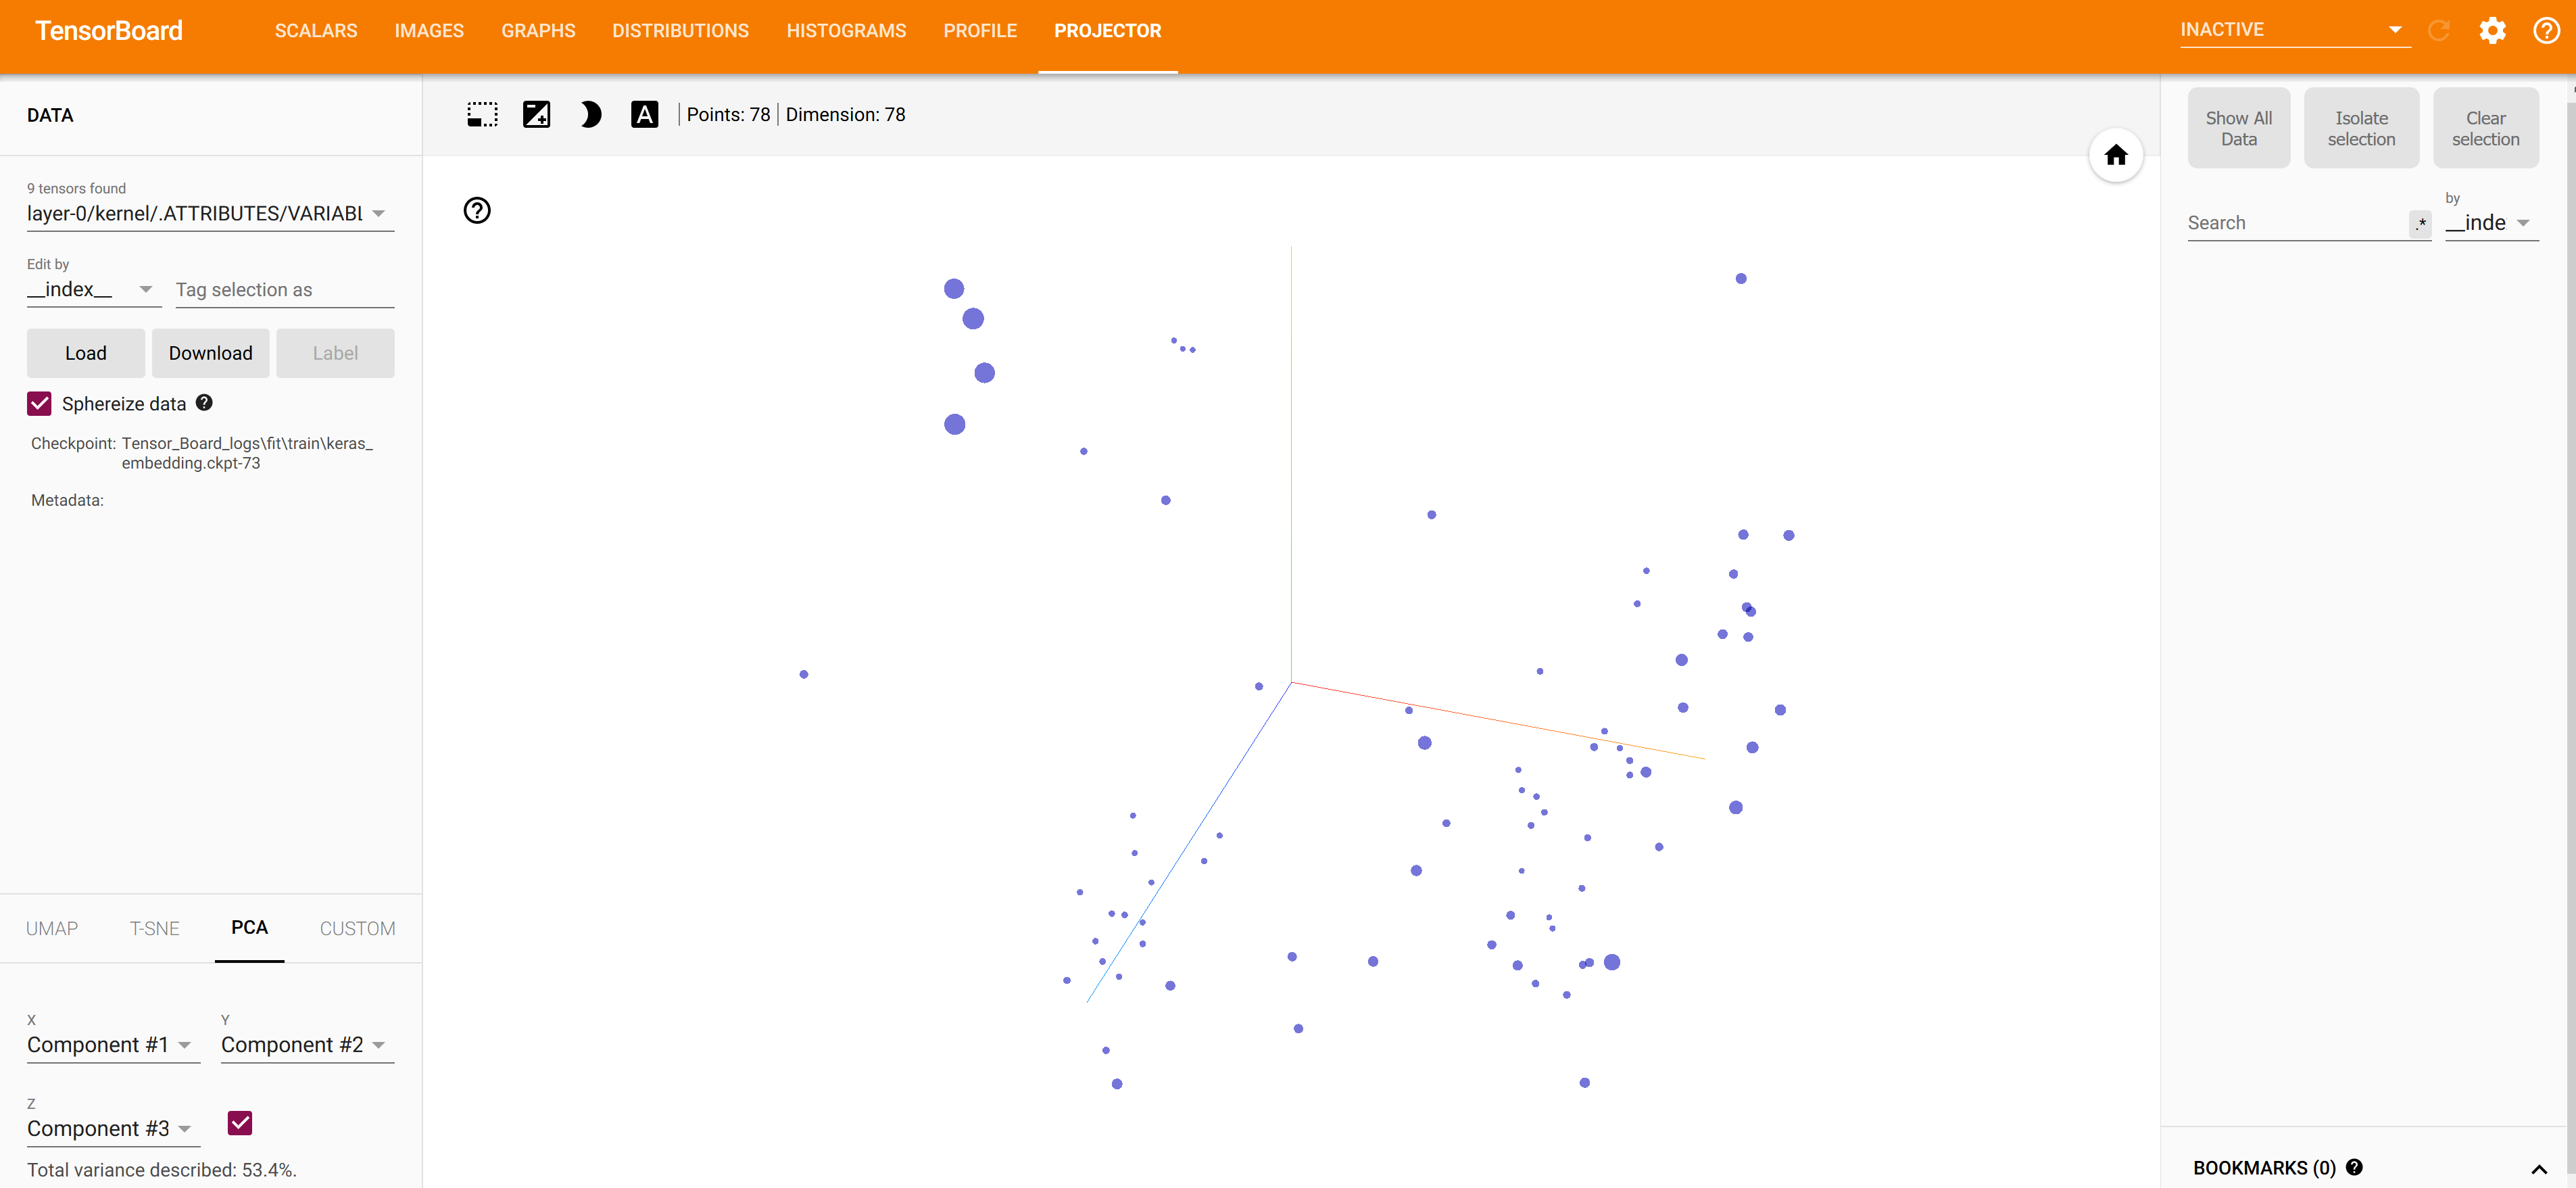 TensorBoard
SCALARS IMAGES GRAPHS DISTRIBUTIONS HISTOGRAMS PROFILE PROJECTOR
INACTIVE
DATA
9 tensors found
layer-0/kernel/.ATTRIBUTES/VARIABL
Edit by
__index__
Tag selection as
Load
Download
Label
Sphereize data
Checkpoint: Tensor_Board_logs\fit\train\keras_
embedding.ckpt-73
Metadata:
UMAP T-SNE PCA CUSTOM
X
Component #1
Y
Component #2
Z
Component #3
Total variance described: 53.4%.
A
Points: 78
Dimension: 78
Show All
Data
Isolate
selection
Clear
selection
Search
.*
by
__inde
BOOKMARKS (0)